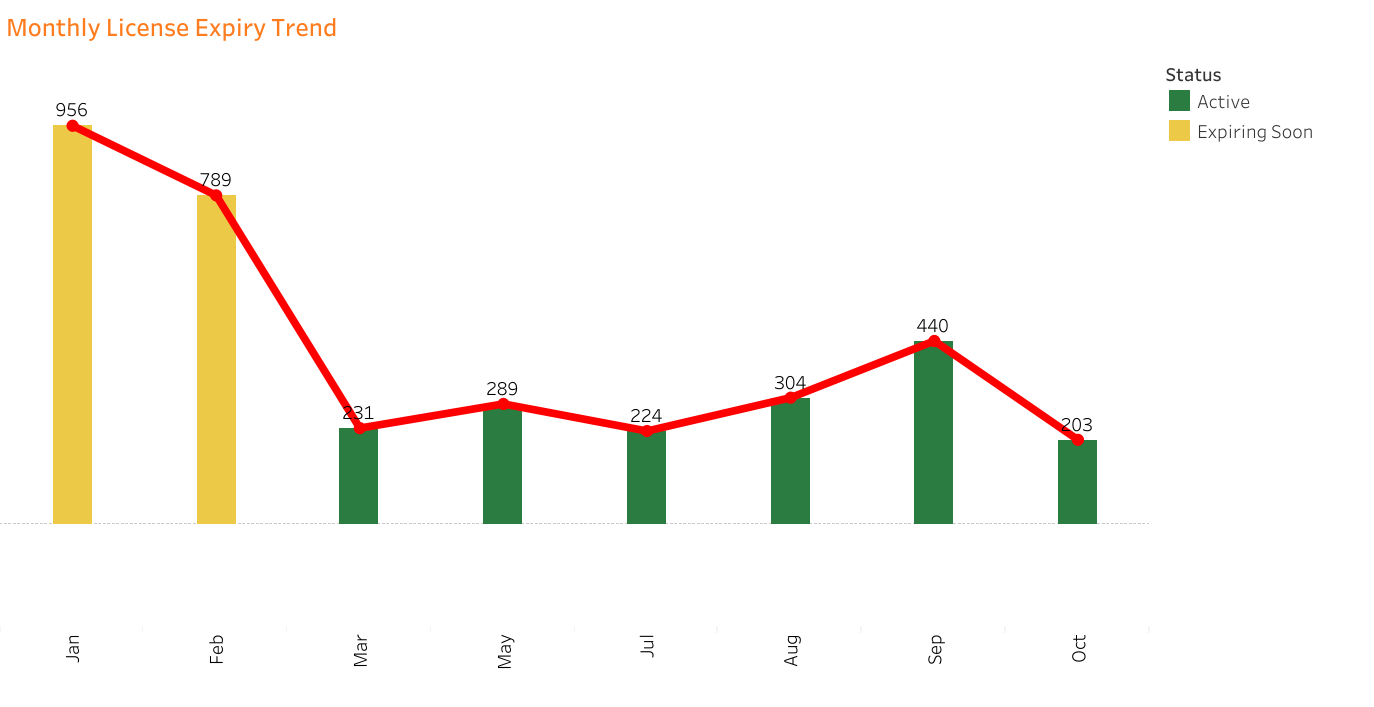 Monthly License Expiry Trend
Status
Active
Expiring Soon
956
789
231
289
224
304
440
203
Jan
Feb
Mar
May
Jul
Aug
Sep
Oct